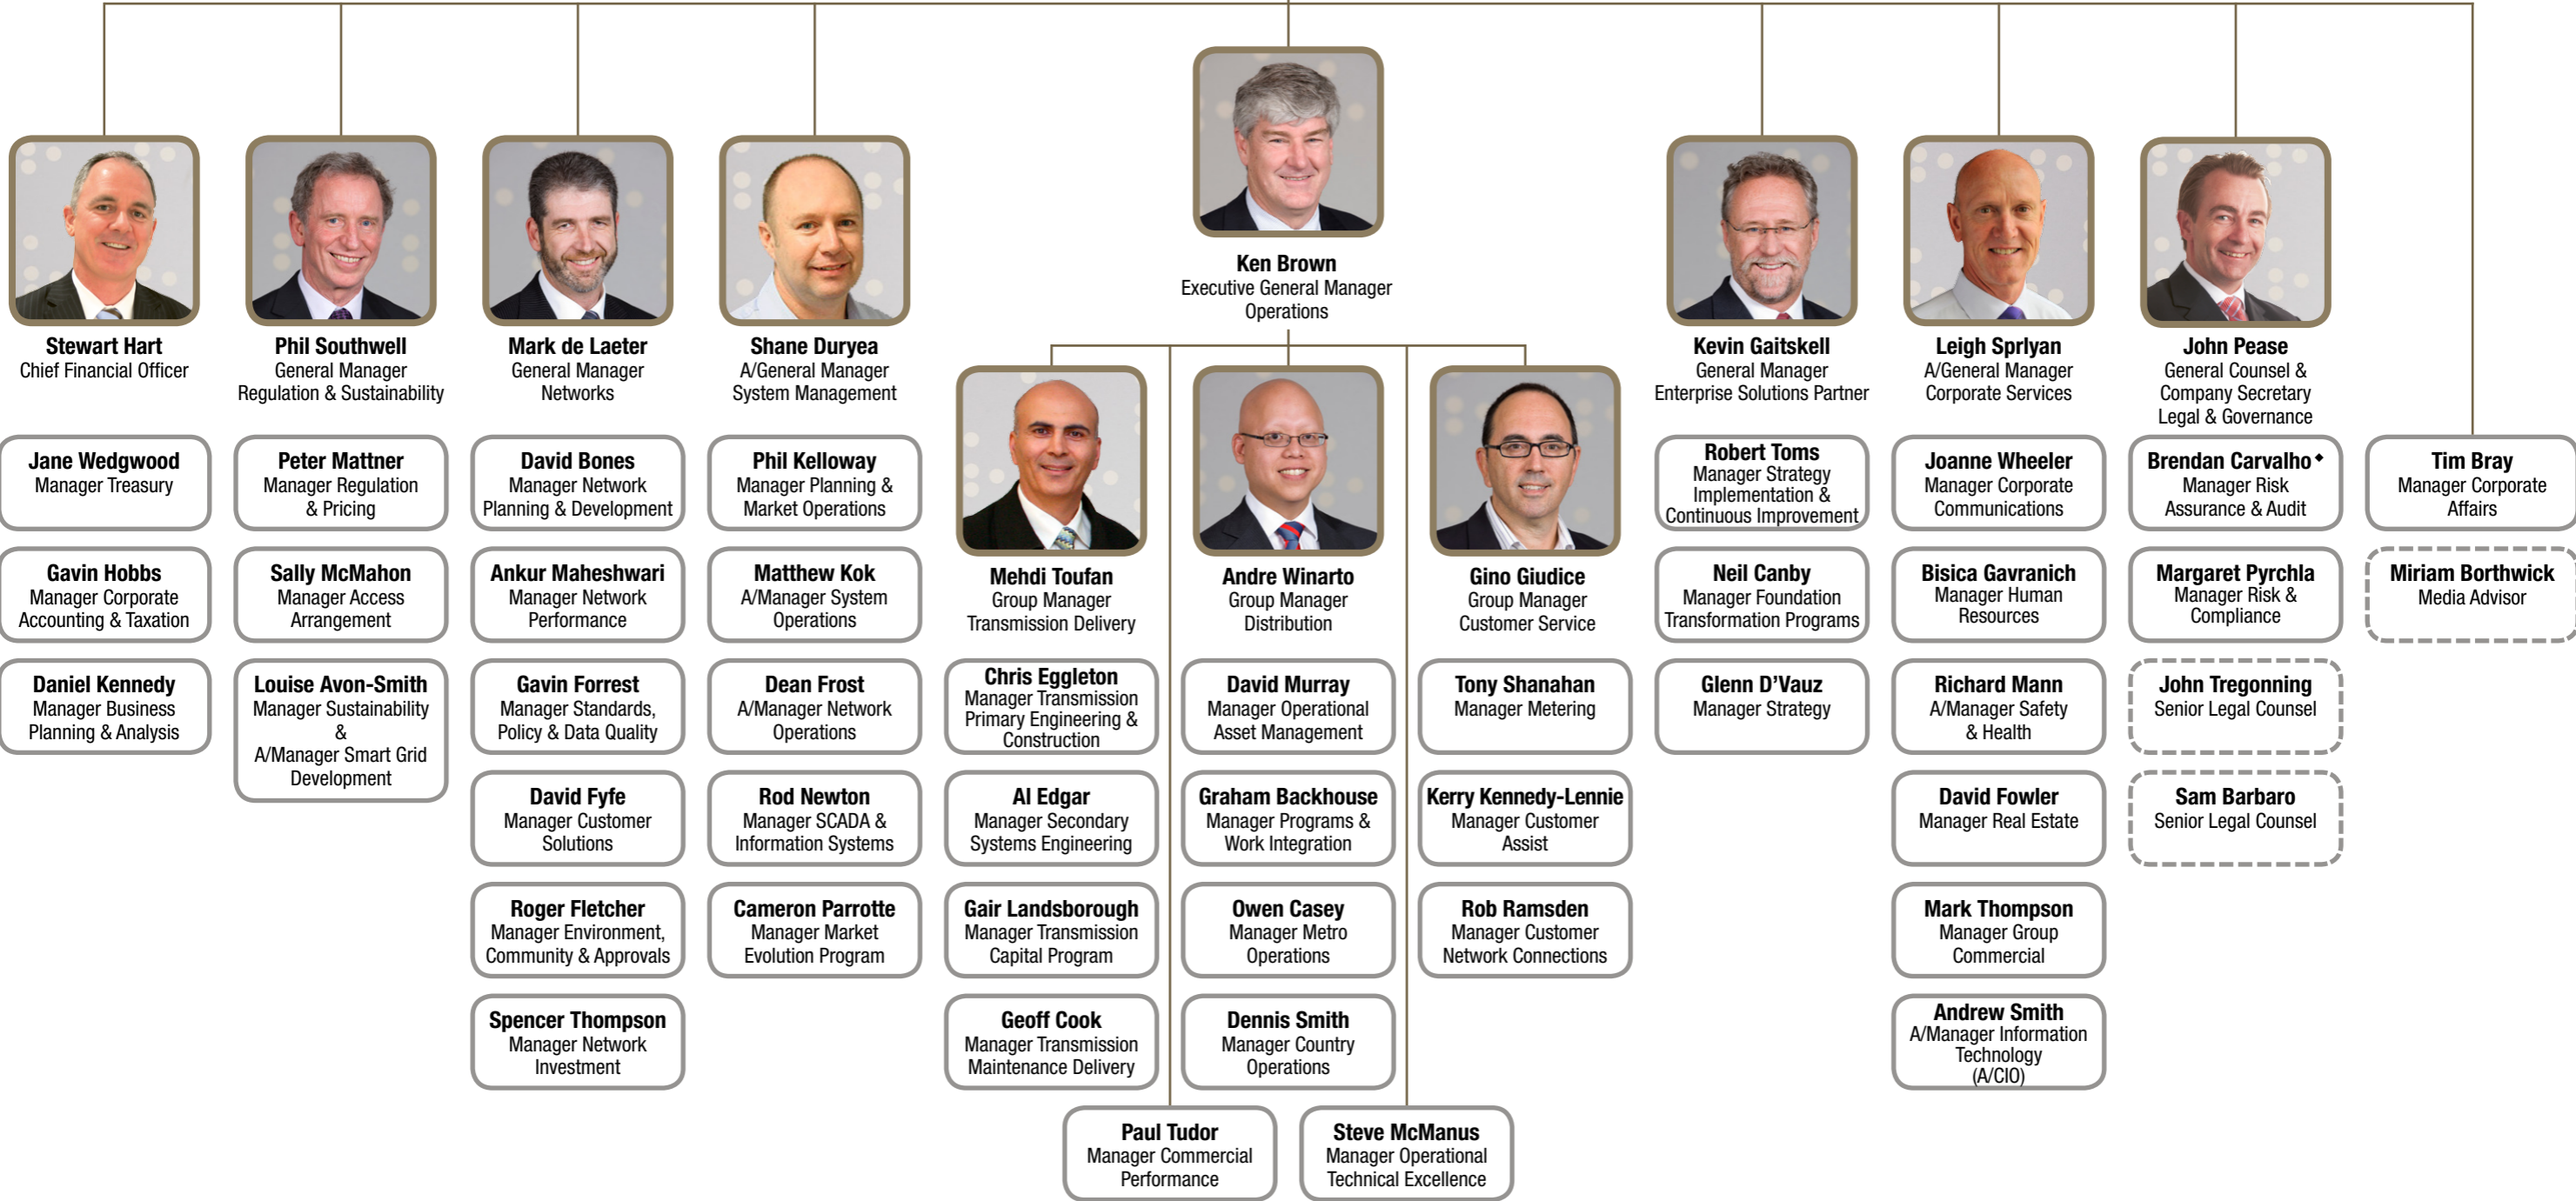 Ken Brown
Executive General Manager
Operations
Stewart Hart
Chief Financial Officer
Phil Southwell
General Manager
Regulation & Sustainability
Mark de Laeter
General Manager
Networks
Shane Duryea
A/General Manager
System Management
Kevin Gaitskell
General Manager
Enterprise Solutions Partner
Leigh Sprlyan
A/General Manager
Corporate Services
John Pease
General Counsel &
Company Secretary
Legal & Governance
Jane Wedgwood
Manager Treasury
Gavin Hobbs
Manager Corporate
Accounting & Taxation
Daniel Kennedy
Manager Business
Planning & Analysis
Peter Mattner
Manager Regulation
& Pricing
Sally McMahon
Manager Access
Arrangement
Louise Avon-Smith
Manager Sustainability
&
A/Manager Smart Grid
Development
David Bones
Manager Network
Planning & Development
Ankur Maheshwari
Manager Network
Performance
Gavin Forrest
Manager Standards,
Policy & Data Quality
David Fyfe
Manager Customer
Solutions
Roger Fletcher
Manager Environment,
Community & Approvals
Spencer Thompson
Manager Network
Investment
Phil Kelloway
Manager Planning &
Market Operations
Matthew Kok
A/Manager System
Operations
Dean Frost
A/Manager Network
Operations
Rod Newton
Manager SCADA &
Information Systems
Cameron Parrotte
Manager Market
Evolution Program
Mehdi Toufan
Group Manager
Transmission Delivery
Chris Eggleton
Manager Transmission
Primary Engineering &
Construction
Al Edgar
Manager Secondary
Systems Engineering
Gair Landsborough
Manager Transmission
Capital Program
Geoff Cook
Manager Transmission
Maintenance Delivery
Andre Winarto
Group Manager
Distribution
David Murray
Manager Operational
Asset Management
Graham Backhouse
Manager Programs &
Work Integration
Owen Casey
Manager Metro
Operations
Dennis Smith
Manager Country
Operations
Gino Giudice
Group Manager
Customer Service
Tony Shanahan
Manager Metering
Kerry Kennedy-Lennie
Manager Customer
Assist
Rob Ramsden
Manager Customer
Network Connections
Paul Tudor
Manager Commercial
Performance
Steve McManus
Manager Operational
Technical Excellence
Robert Toms
Manager Strategy
Implementation &
Continuous Improvement
Neil Canby
Manager Foundation
Transformation Programs
Glenn D’Vauz
Manager Strategy
Joanne Wheeler
Manager Corporate
Communications
Bisica Gavranich
Manager Human
Resources
Richard Mann
A/Manager Safety
& Health
David Fowler
Manager Real Estate
Mark Thompson
Manager Group
Commercial
Andrew Smith
A/Manager Information
Technology
(A/CIO)
Brendan Carvalho◆
Manager Risk
Assurance & Audit
Margaret Pyrchla
Manager Risk &
Compliance
John Tregonning
Senior Legal Counsel
Sam Barbaro
Senior Legal Counsel
Tim Bray
Manager Corporate
Affairs
Miriam Borthwick
Media Advisor